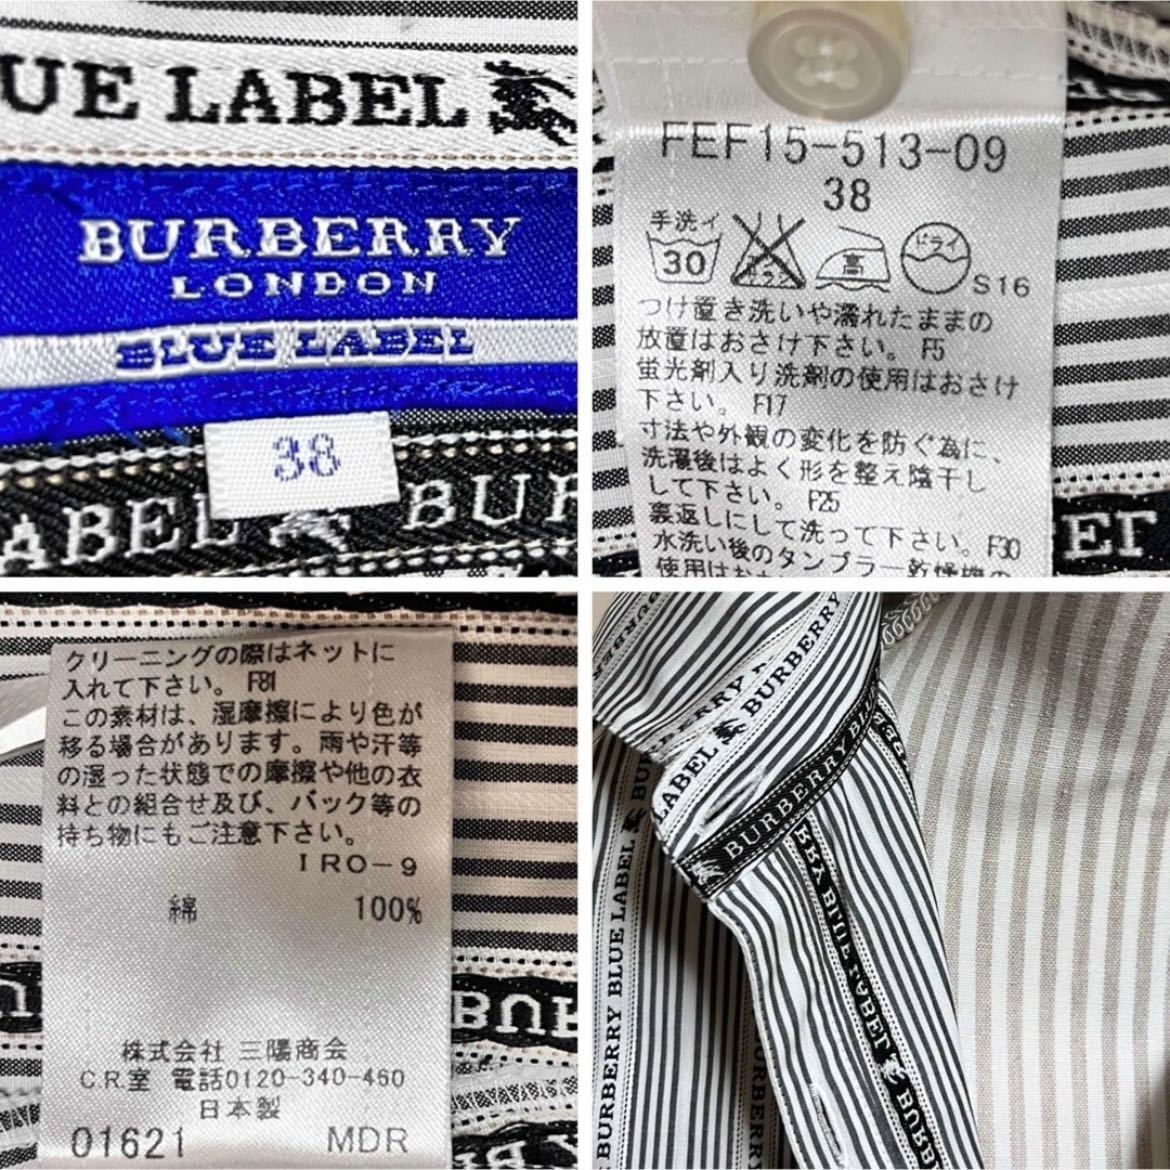 UE LABEL
BURBERRY
LONDON
BLUE LABEL
38
ABEL BUR
FEF15-513-09
38
手洗イ
30
高
ドライ
S16
つけ置き洗いや濡れたままの
放置はおさけ下さい。 F5
蛍光剤入り洗剤の使用はおさけ
下さい。 F17
寸法や外観の変化を防ぐ為に、
洗濯後はよく形を整え陰干し
して下さい。 F25
裏返しにして洗って下さい。F30
水洗い後のタンブラー乾燥機の
クリーニングの際はネットに
入れて下さい。 F81
この素材は、湿摩擦により色が
移る場合があります。雨や汗等
の湿った状態での摩擦や他の衣
料との組合せ及び、バック等の
持ち物にもご注意下さい。
IRO-9
綿 100%
株式会社 三陽商会
C.R.室 電話0120-340-460
日本製
01621 MDR
BUR
LABEL BURBERRY
BURBERRY
BURBERRY BLUE LABEL BU
RRY BLUE LABEL BURB